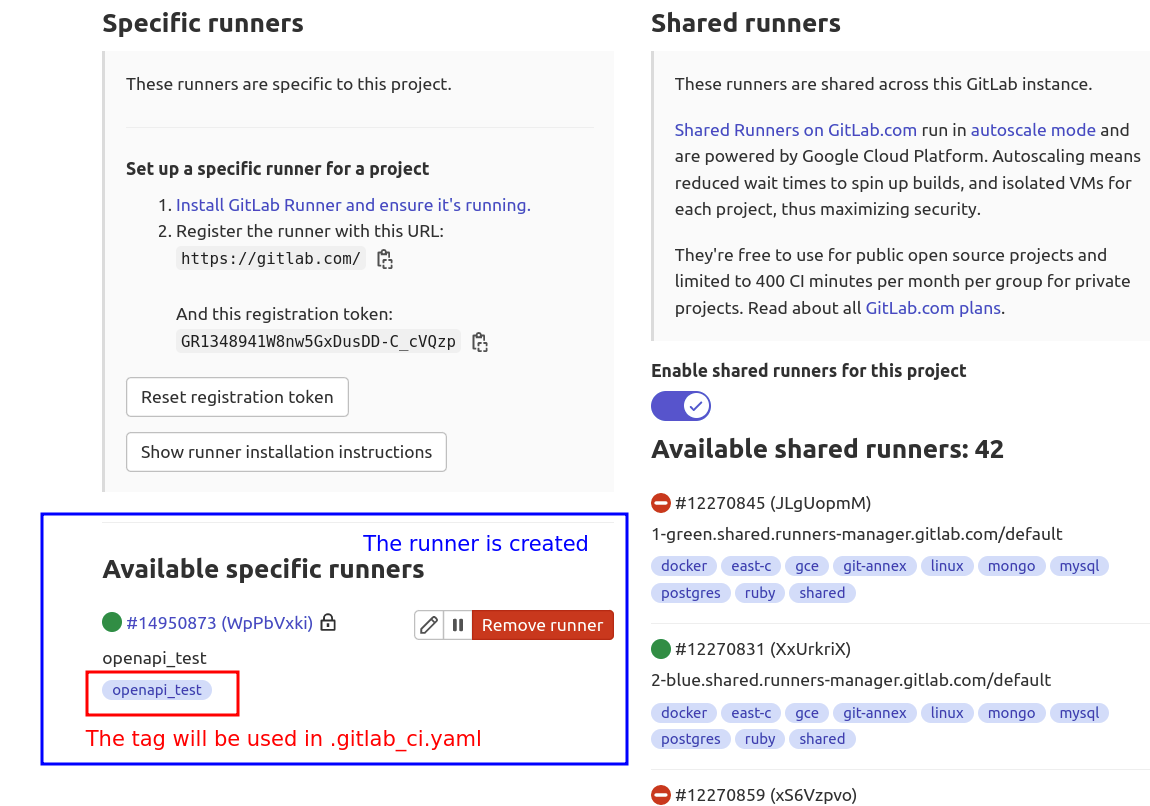 Specific runners
These runners are specific to this project.
Set up a specific runner for a project
1. Install GitLab Runner and ensure it's running.
2. Register the runner with this URL:
https://gitlab.com/
And this registration token:
GR1348941W8nw5GxDusDD-C_cVQzp
Reset registration token
Show runner installation instructions
The runner is created
Available specific runners
#14950873 (WpPbVxki)
Remove runner
openapi_test
openapi_test
The tag will be used in .gitlab_ci.yaml
Shared runners
These runners are shared across this GitLab instance.
Shared Runners on GitLab.com run in autoscale mode and
are powered by Google Cloud Platform. Autoscaling means
reduced wait times to spin up builds, and isolated VMs for
each project, thus maximizing security.
They're free to use for public open source projects and
limited to 400 CI minutes per month per group for private
projects. Read about all GitLab.com plans.
Enable shared runners for this project
Available shared runners: 42
#12270845 (JLgUopmM)
1-green.shared.runners-manager.gitlab.com/default
docker east-c gce git-annex linux mongo mysql
postgres ruby shared
#12270831 (XxUrkriX)
2-blue.shared.runners-manager.gitlab.com/default
docker east-c gce git-annex linux mongo mysql
postgres ruby shared
#12270859 (xS6Vzpvo)